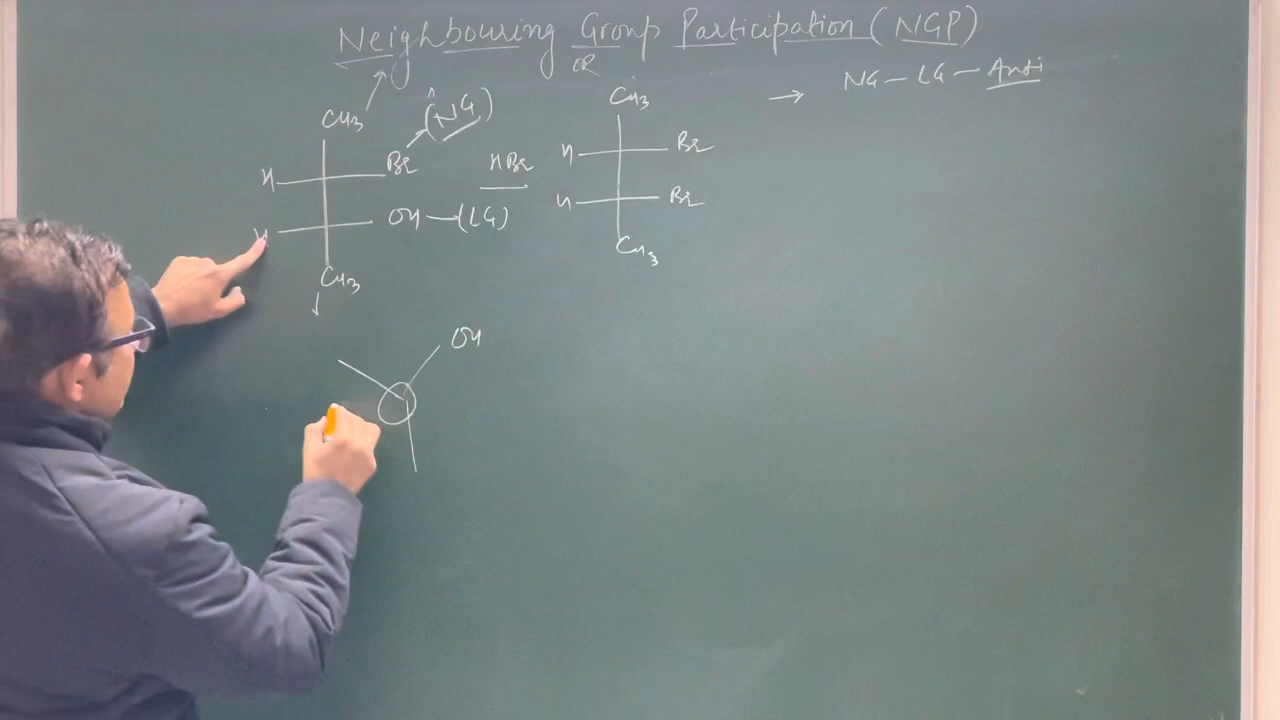 Neighbouring Group Participation (NGP)
OR
→ NG – LG – Anti
CH3
H Br → (NG)
H OH → (LG)
CH3
HBr
CH3
H Br
H Br
CH3
OH